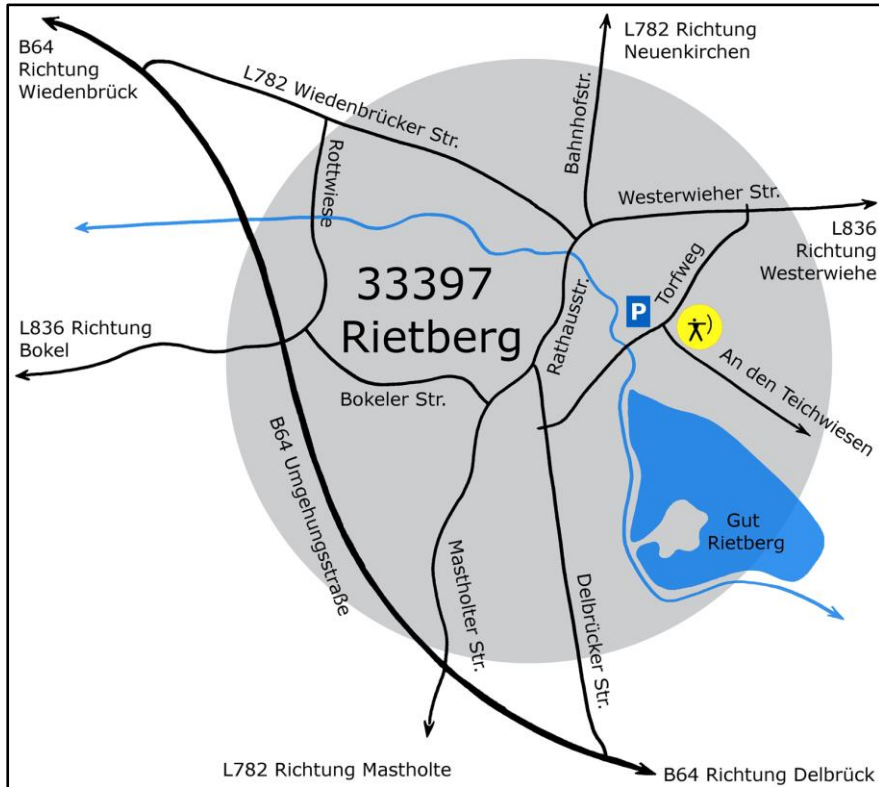 B64
Richtung
Wiedenbrück
L782 Wiedenbrücker Str.
L782 Richtung
Neuenkirchen
Bahnhofstr.
Rottwiese
Westerwieher Str.
L836
Richtung
Westerwiehe
33397
Rietberg
Rathausstr.
P
Torfweg
An den Teichwiesen
L836 Richtung
Bokel
Bokeler Str.
B64 Umgehungsstraße
Gut
Rietberg
Mastholter Str.
Delbrücker Str.
L782 Richtung Mastholte
B64 Richtung Delbrück